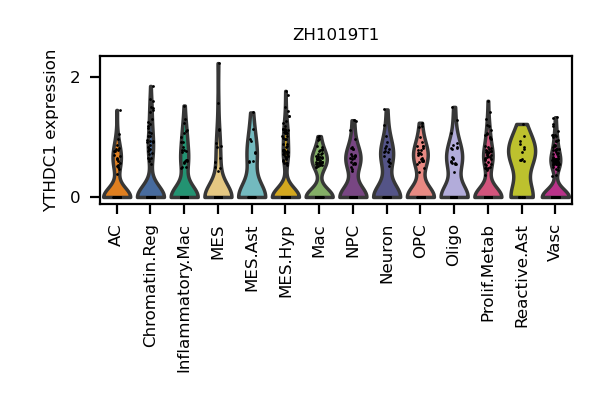 ZH1019T1
YTHDC1 expression
2
0
AC
Chromatin.Reg
Inflammatory.Mac
MES
MES.Ast
MES.Hyp
Mac
NPC
Neuron
OPC
Oligo
Prolif.Metab
Reactive.Ast
Vasc